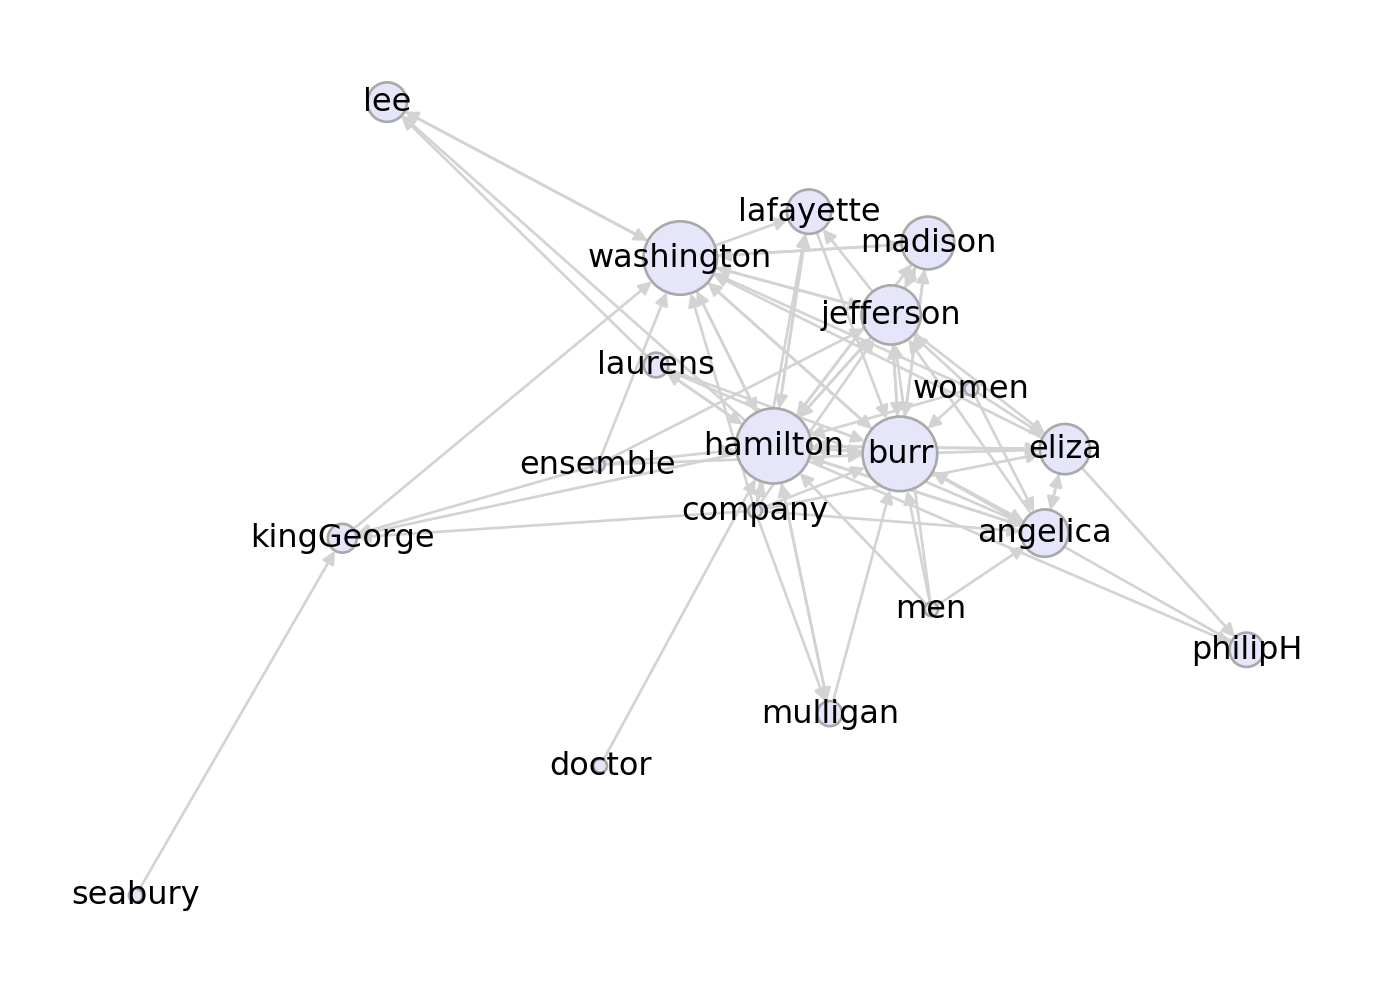 lee
lafayette
madison
washington
jefferson
laurens
women
hamilton
burr
eliza
ensemble
company
angelica
kingGeorge
men
philipH
mulligan
doctor
seabury